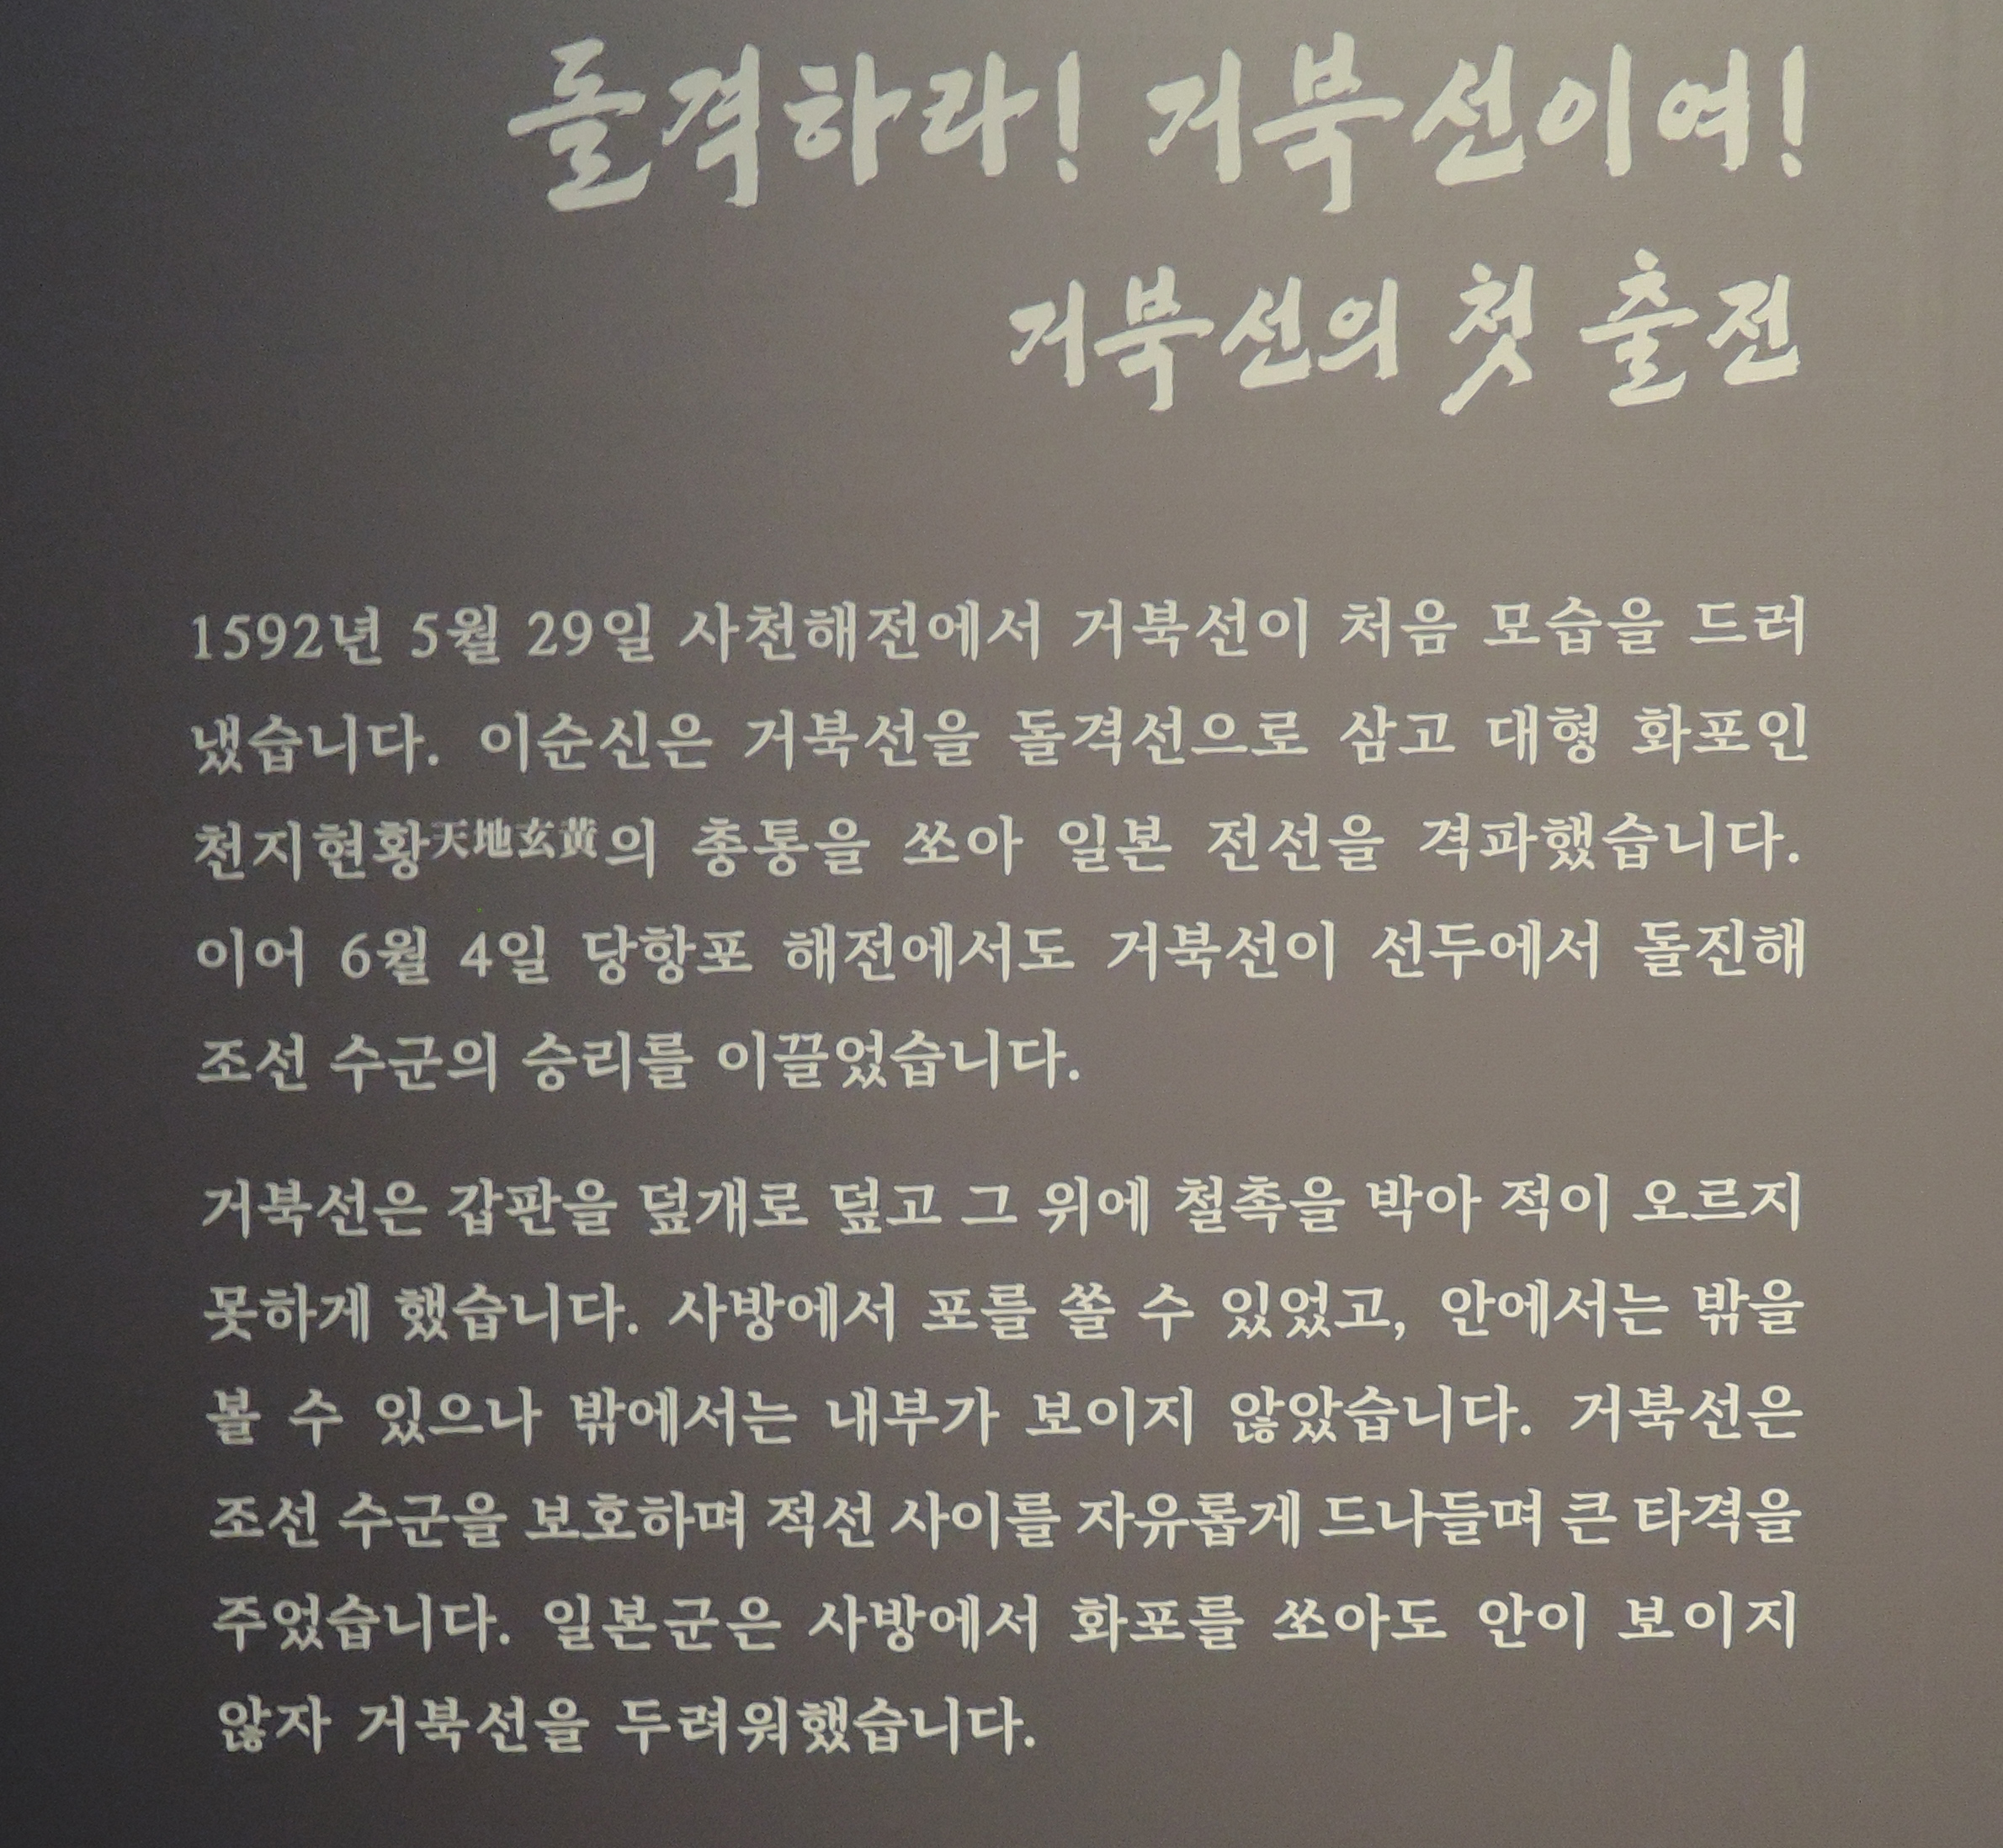 돌격하라! 거북선이여!
거북선의 첫 출전
1592년 5월 29일 사천해전에서 거북선이 처음 모습을 드러
냈습니다. 이순신은 거북선을 돌격선으로 삼고 대형 화포인
천지현황天地玄黃의 총통을 쏘아 일본 전선을 격파했습니다.
이어 6월 4일 당항포 해전에서도 거북선이 선두에서 돌진해
조선 수군의 승리를 이끌었습니다.
거북선은 갑판을 덮개로 덮고 그 위에 철촉을 박아 적이 오르지
못하게 했습니다. 사방에서 포를 쏠 수 있었고, 안에서는 밖을
볼 수 있으나 밖에서는 내부가 보이지 않았습니다. 거북선은
조선 수군을 보호하며 적선 사이를 자유롭게 드나들며 큰 타격을
주었습니다. 일본군은 사방에서 화포를 쏘아도 안이 보이지
않자 거북선을 두려워했습니다.